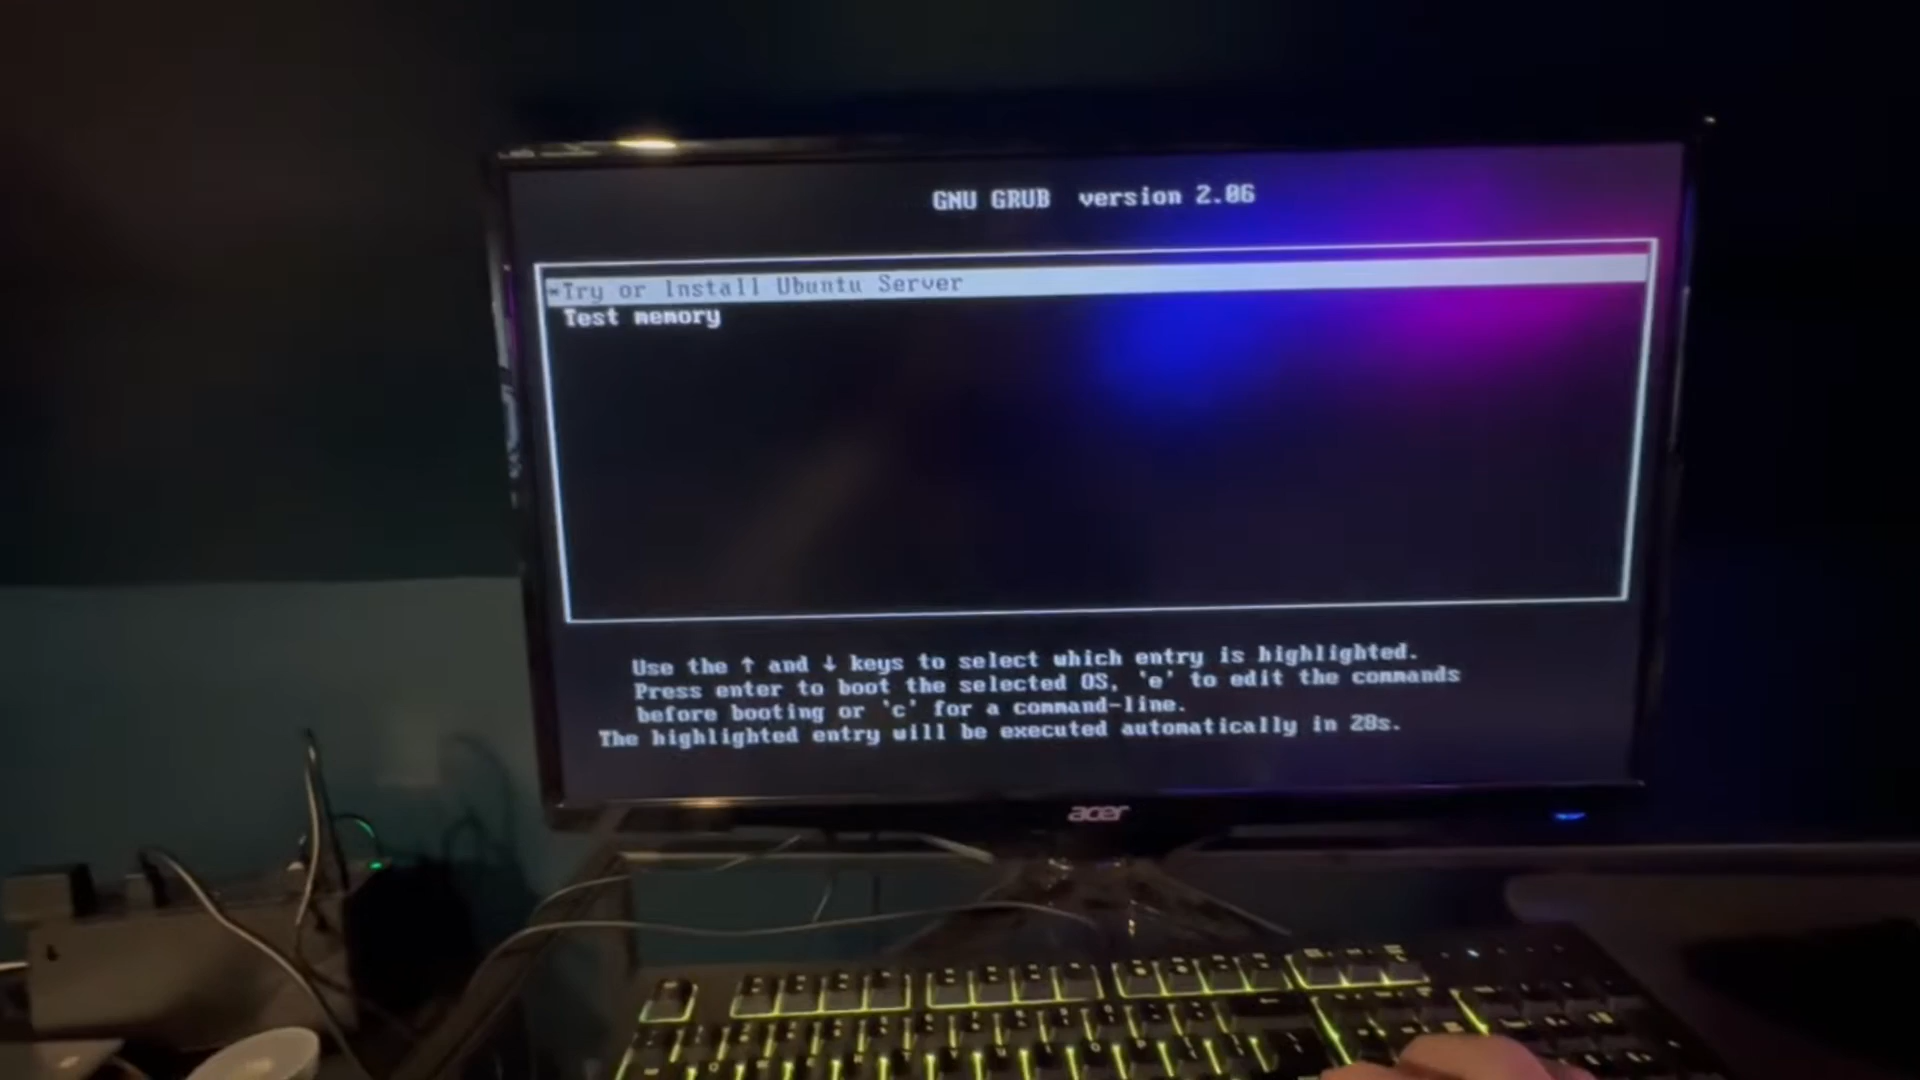 GNU GRUB version 2.06
*Try or Install Ubuntu Server
Test memory
Use the ↑ and ↓ keys to select which entry is highlighted.
Press enter to boot the selected OS, 'e' to edit the commands
before booting or 'c' for a command-line.
The highlighted entry will be executed automatically in 28s.
acer